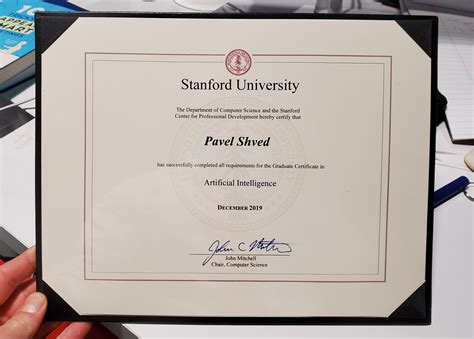 APPEA
SMART
Stanford University
The Department of Computer Science and the Stanford
Center for Professional Development hereby certify that
Pavel Shved
has successfully completed all requirements for the Graduate Certificate in
Artificial Intelligence
DECEMBER 2019
John Mitchell
Chair, Computer Science